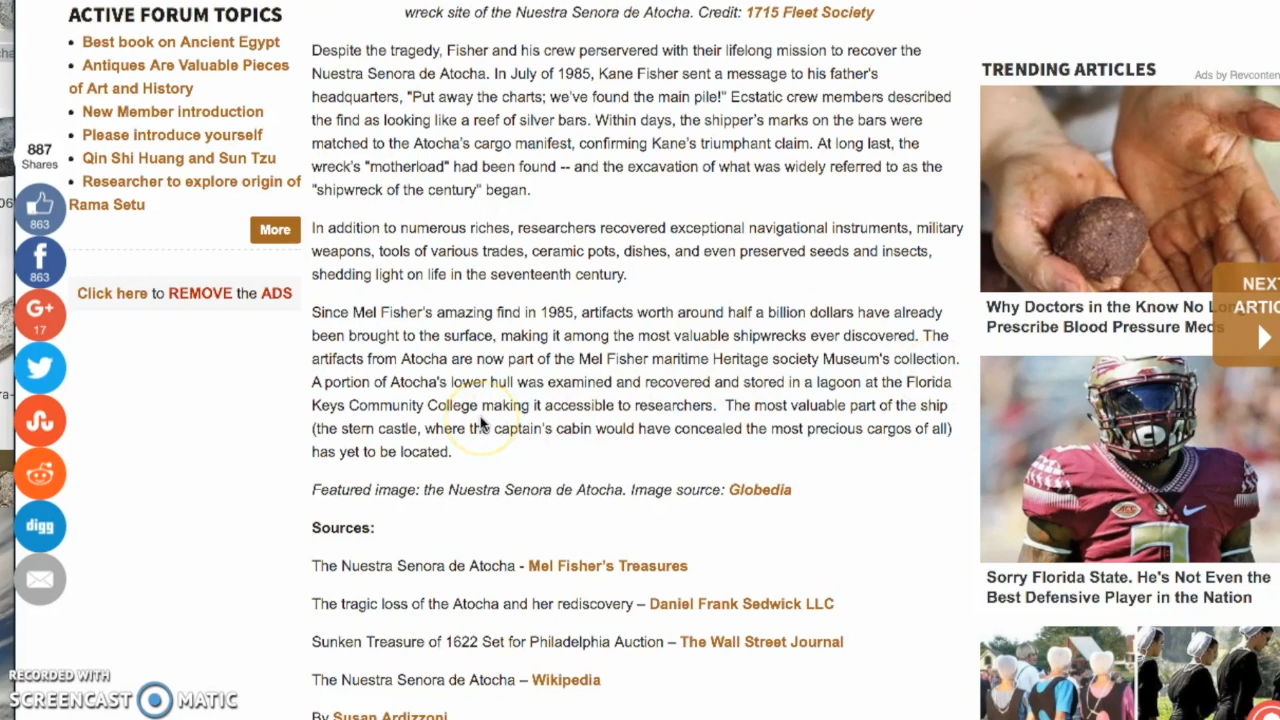 wreck site of the Nuestra Senora de Atocha. Credit: 1715 Fleet Society
ACTIVE FORUM TOPICS
Best book on Ancient Egypt
Antiques Are Valuable Pieces
of Art and History
New Member introduction
Please introduce yourself
Qin Shi Huang and Sun Tzu
Researcher to explore origin of
Rama Setu
More
Click here to REMOVE the ADS
887
Shares
863
863
G+
17
digg
Despite the tragedy, Fisher and his crew perservered with their lifelong mission to recover the
Nuestra Senora de Atocha. In July of 1985, Kane Fisher sent a message to his father's
headquarters, "Put away the charts; we've found the main pile!" Ecstatic crew members described
the find as looking like a reef of silver bars. Within days, the shipper's marks on the bars were
matched to the Atocha's cargo manifest, confirming Kane's triumphant claim. At long last, the
wreck's "motherload" had been found -- and the excavation of what was widely referred to as the
"shipwreck of the century" began.
In addition to numerous riches, researchers recovered exceptional navigational instruments, military
weapons, tools of various trades, ceramic pots, dishes, and even preserved seeds and insects,
shedding light on life in the seventeenth century.
Since Mel Fisher's amazing find in 1985, artifacts worth around half a billion dollars have already
been brought to the surface, making it among the most valuable shipwrecks ever discovered. The
artifacts from Atocha are now part of the Mel Fisher maritime Heritage society Museum's collection.
A portion of Atocha's lower hull was examined and recovered and stored in a lagoon at the Florida
Keys Community College making it accessible to researchers. The most valuable part of the ship
(the stern castle, where the captain's cabin would have concealed the most precious cargos of all)
has yet to be located.
Featured image: the Nuestra Senora de Atocha. Image source: Globedia
Sources:
The Nuestra Senora de Atocha - Mel Fisher's Treasures
The tragic loss of the Atocha and her rediscovery – Daniel Frank Sedwick LLC
Sunken Treasure of 1622 Set for Philadelphia Auction – The Wall Street Journal
The Nuestra Senora de Atocha – Wikipedia
By Susan Ardizzoni
TRENDING ARTICLES
Ads by Revconten
Why Doctors in the Know No
Prescribe Blood Pressure Meds
NEX
ARTIC
ACC
Sorry Florida State. He's Not Even the
Best Defensive Player in the Nation
RECORDED WITH
SCREENCAST MATIC